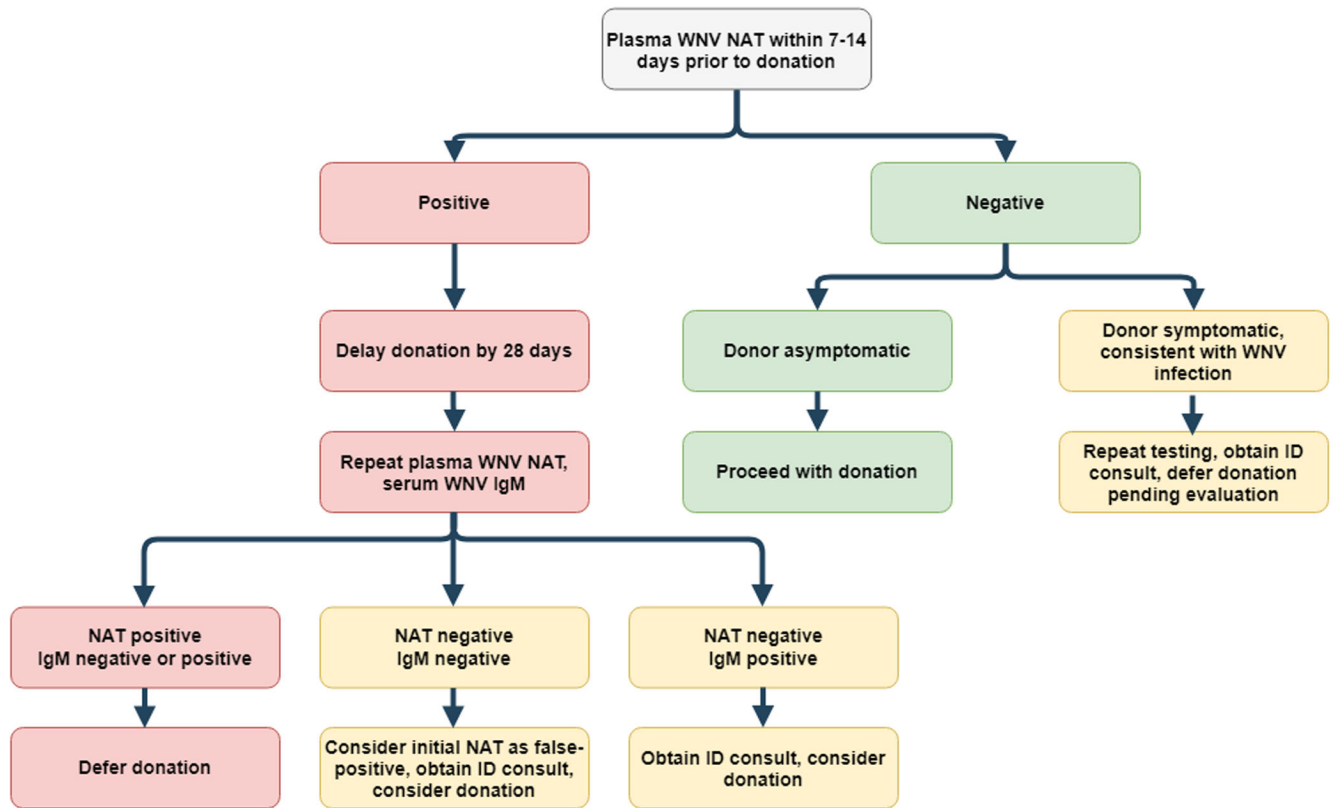 Plasma WNV NAT within 7-14
days prior to donation
Positive
Negative
Delay donation by 28 days
Donor asymptomatic
Donor symptomatic,
consistent with WNV
infection
Repeat plasma WNV NAT,
serum WNV IgM
Proceed with donation
Repeat testing, obtain ID
consult, defer donation
pending evaluation
NAT positive
IgM negative or positive
NAT negative
IgM negative
NAT negative
IgM positive
Defer donation
Consider initial NAT as false-
positive, obtain ID consult,
consider donation
Obtain ID consult, consider
donation